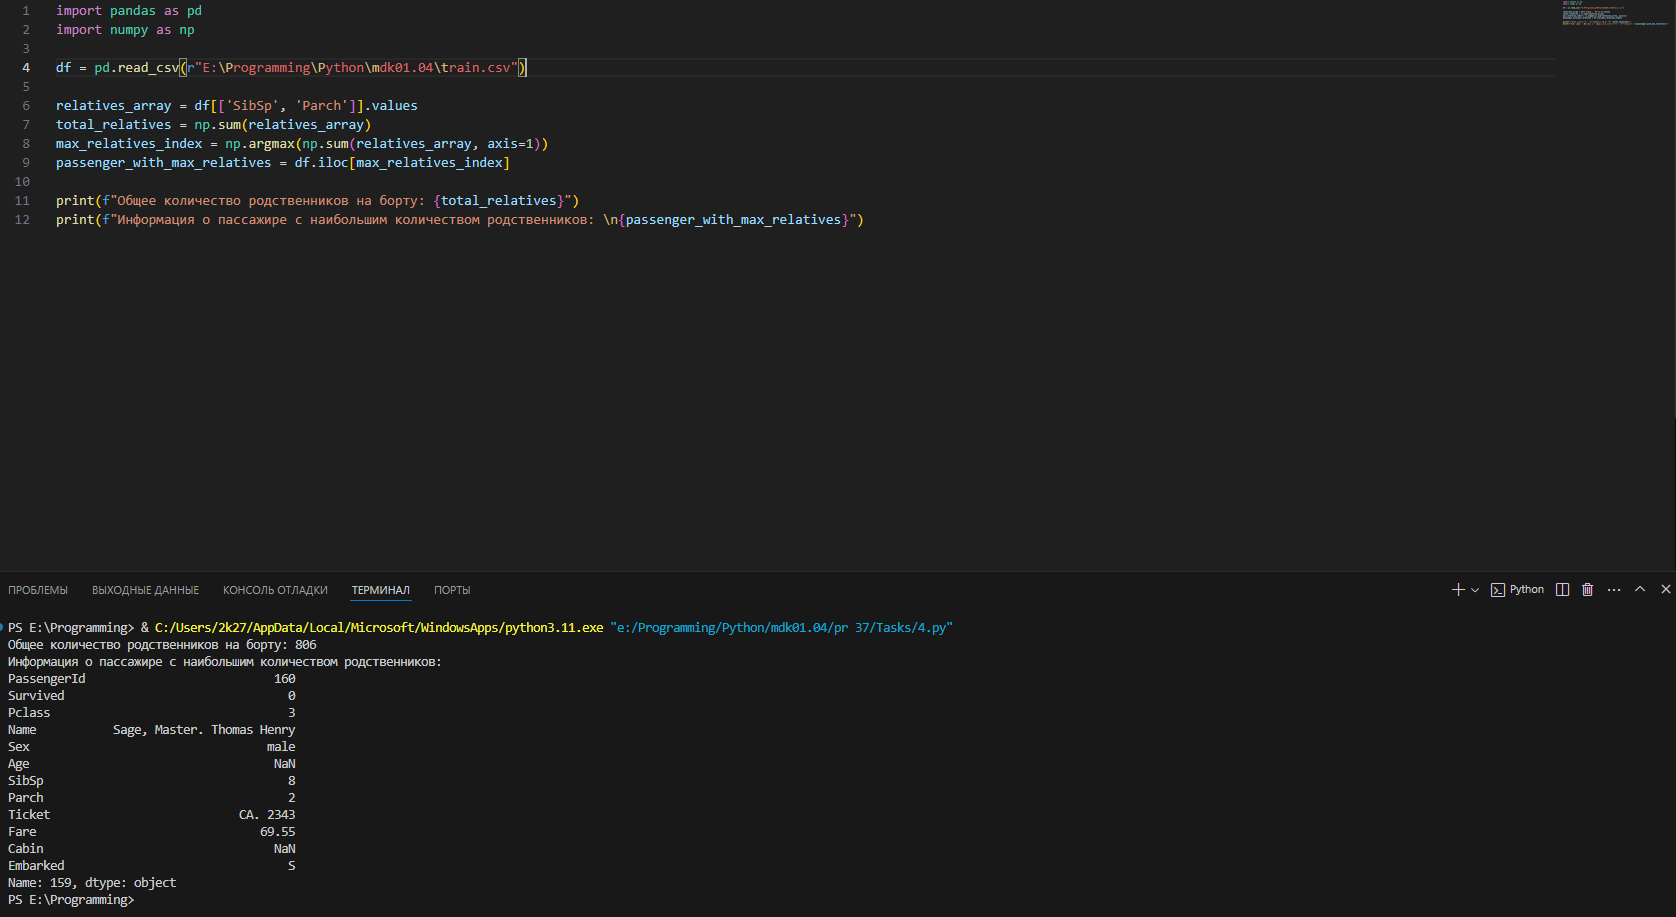 1 import pandas as pd
2 import numpy as np
3
4 df = pd.read_csv(r"E:\Programming\Python\mdk01.04\train.csv")
5
6 relatives_array = df[['SibSp', 'Parch']].values
7 total_relatives = np.sum(relatives_array)
8 max_relatives_index = np.argmax(np.sum(relatives_array, axis=1))
9 passenger_with_max_relatives = df.iloc[max_relatives_index]
10
11 print(f"Общее количество родственников на борту: {total_relatives}")
12 print(f"Информация о пассажире с наибольшим количеством родственников: \n{passenger_with_max_relatives}")
ПРОБЛЕМЫ ВЫХОДНЫЕ ДАННЫЕ КОНСОЛЬ ОТЛАДКИ ТЕРМИНАЛ ПОРТЫ Python
PS E:\Programming> & C:/Users/2k27/AppData/Local/Microsoft/WindowsApps/python3.11.exe "e:/Programming/Python/mdk01.04/pr 37/Tasks/4.py"
Общее количество родственников на борту: 806
Информация о пассажире с наибольшим количеством родственников:
PassengerId 160
Survived 0
Pclass 3
Name Sage, Master. Thomas Henry
Sex male
Age NaN
SibSp 8
Parch 2
Ticket CA. 2343
Fare 69.55
Cabin NaN
Embarked S
Name: 159, dtype: object
PS E:\Programming>